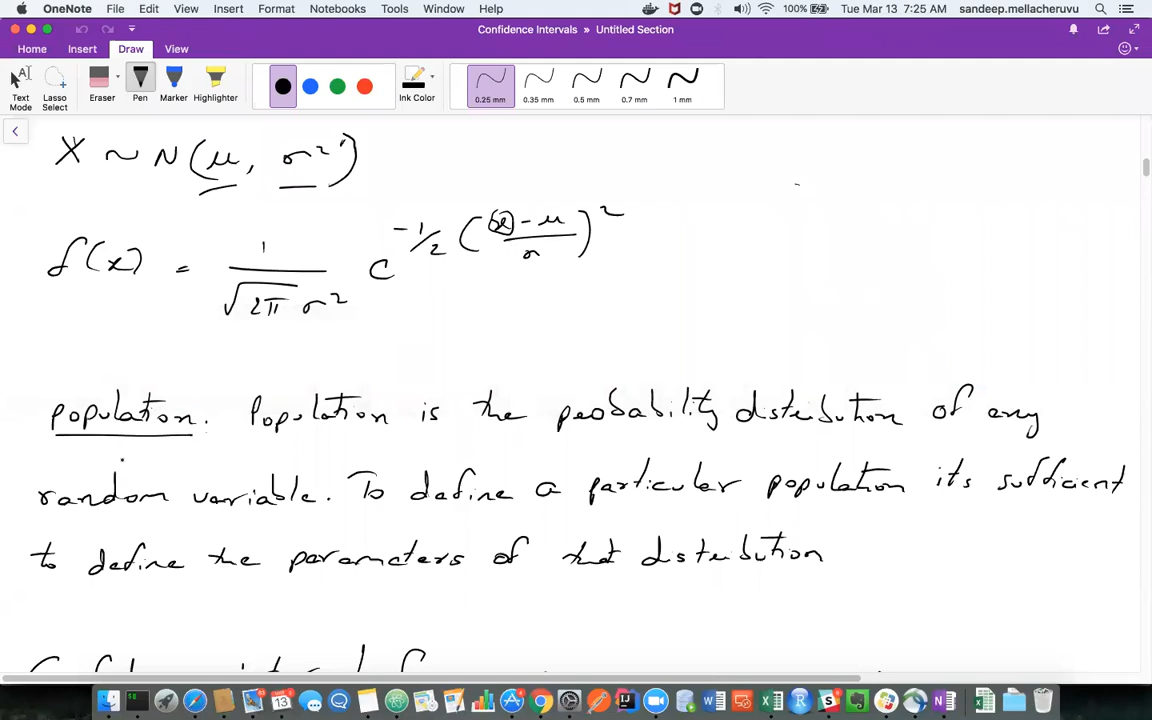 OneNote File Edit View Insert Format Notebooks Tools Window Help 100% Tue Mar 13 7:25 AM sandeep.mellacheruvu
Confidence Intervals » Untitled Section
Home Insert Draw View
Text Mode Lasso Select Eraser Pen Marker Highlighter Ink Color 0.25 mm 0.35 mm 0.5 mm 0.7 mm 1 mm
X ~ N(μ, σ²)
f(x) = 1/√2π σ² e^-1/2 ((x - μ)/σ)²
population: Population is the probability distribution of any
random variable. To define a particular population its sufficient
to define the parameters of that distribution
13